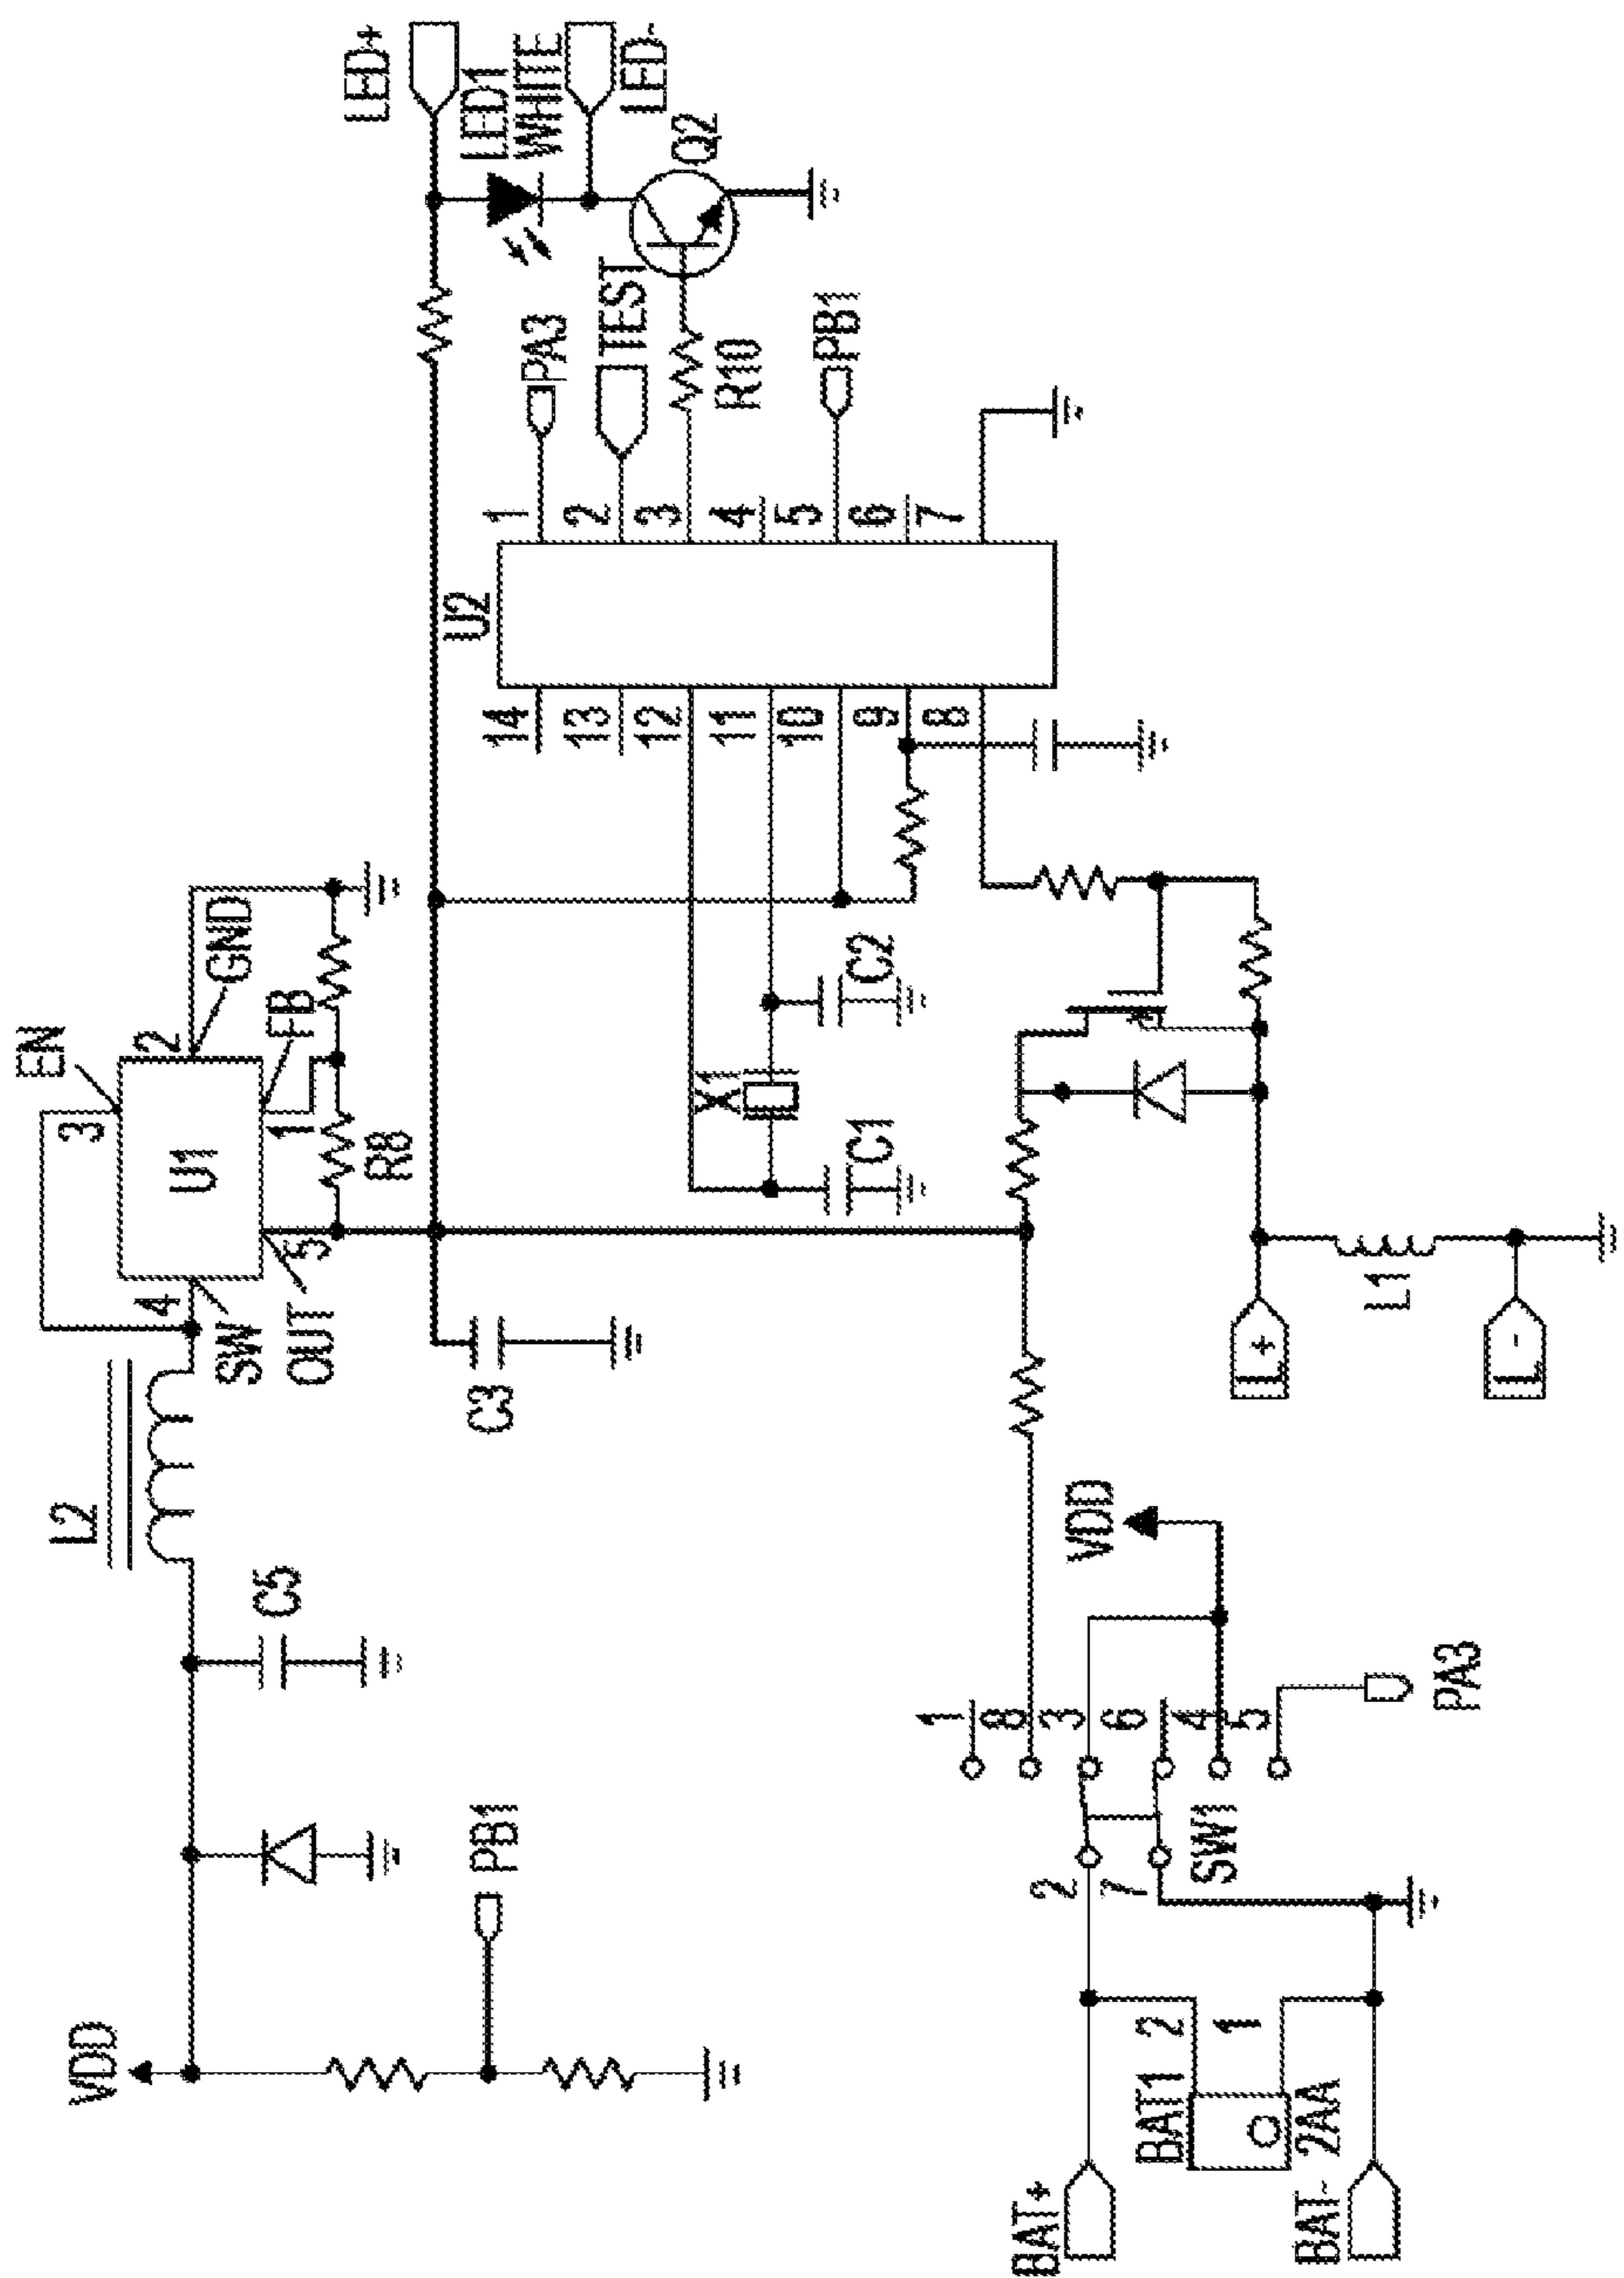 VDD
PB1
C5
L2
4
SW
OUT
5
3
EN
U1
2
GND
1
FB
R8
C3
LED+
LED1
WHITE
LED-
Q2
PA3
TEST
R10
PB1
U2
1
2
3
4
5
6
7
14
13
12
11
10
9
8
X1
C1
C2
L+
L1
L-
VDD
1
8
3
6
4
5
PA3
SW1
2
7
BAT+
BAT1
2
1
2AA
BAT-